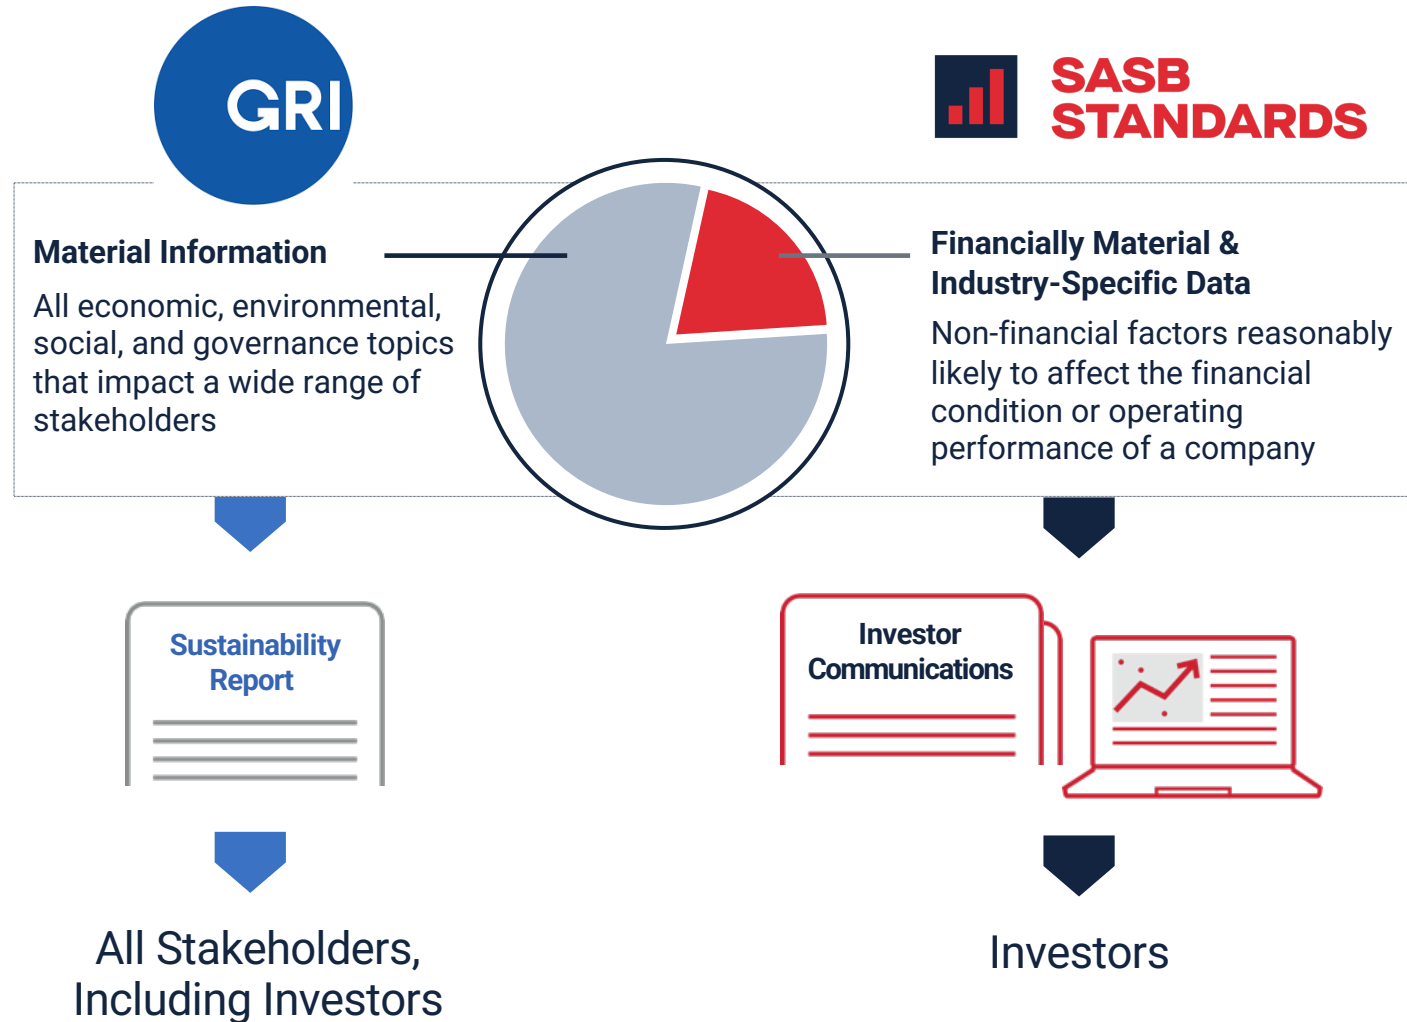 GRI
SASB
STANDARDS
Material Information
All economic, environmental,
social, and governance topics
that impact a wide range of
stakeholders
Financially Material &
Industry-Specific Data
Non-financial factors reasonably
likely to affect the financial
condition or operating
performance of a company
Sustainability
Report
Investor
Communications
All Stakeholders,
Including Investors
Investors